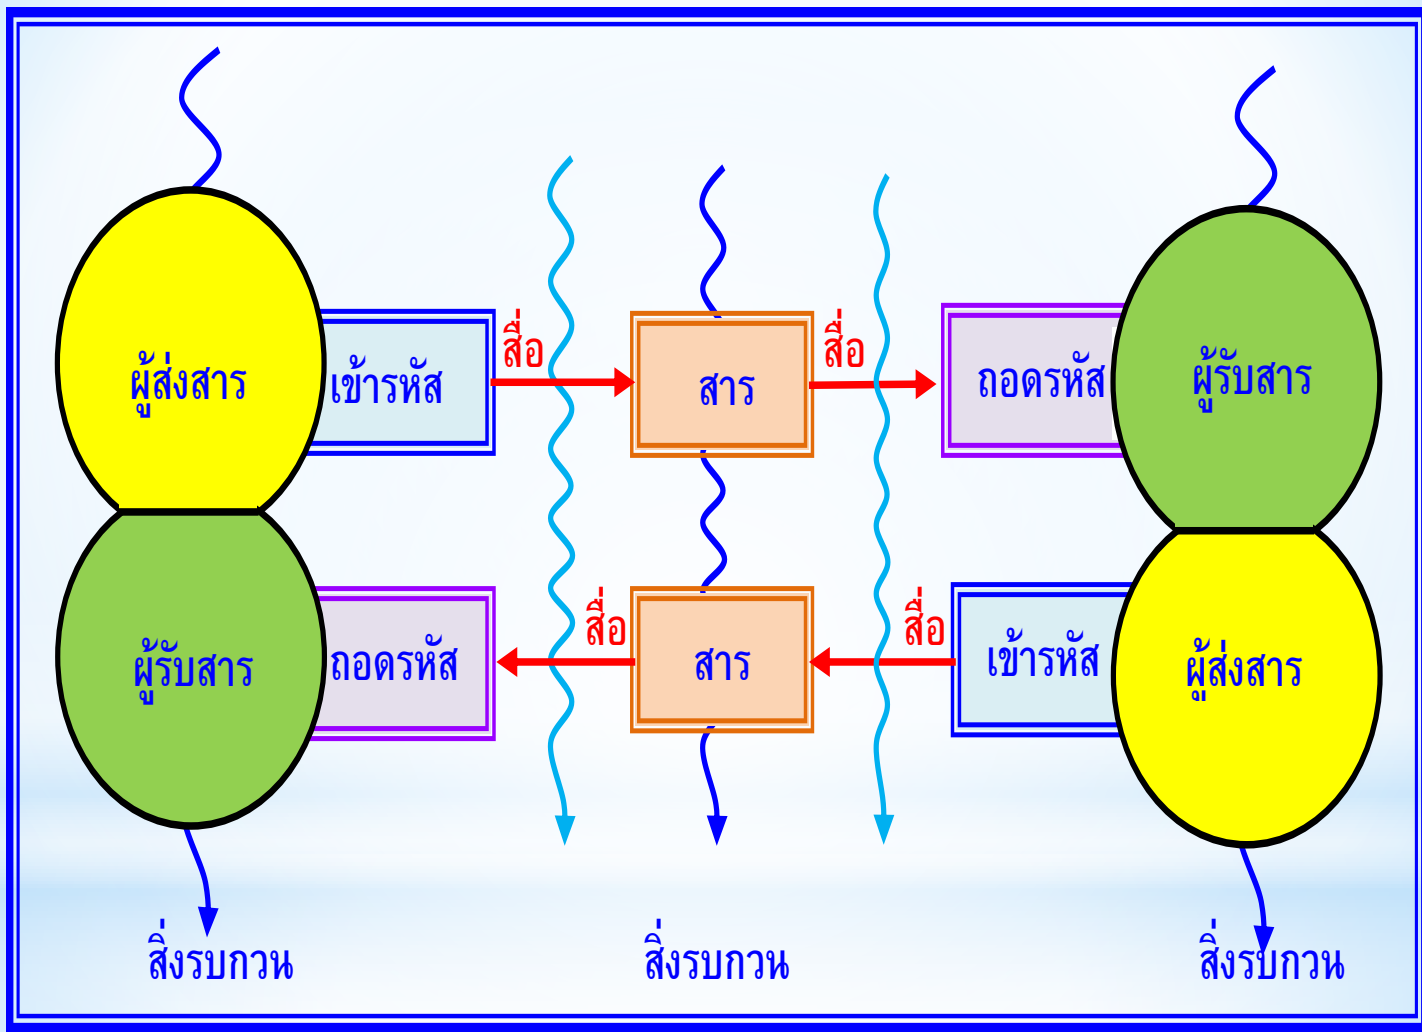 สื่อ
สื่อ
ผู้ส่งสาร
เข้ารหัส
สาร
ถอดรหัส
ผู้รับสาร
สื่อ
สื่อ
ผู้รับสาร
ถอดรหัส
สาร
เข้ารหัส
ผู้ส่งสาร
สิ่งรบกวน
สิ่งรบกวน
สิ่งรบกวน